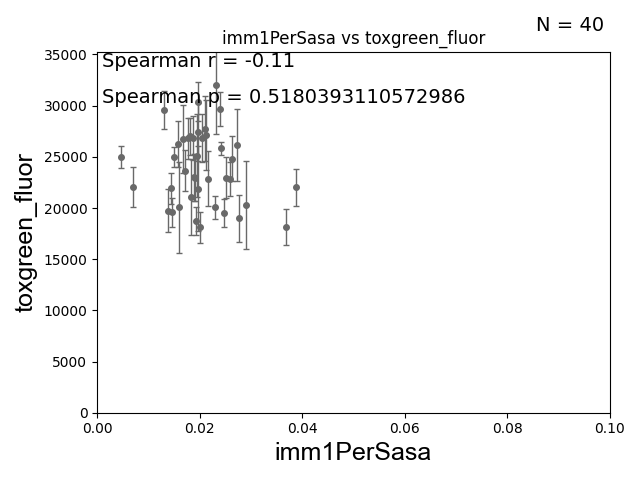 N = 40
imm1PerSasa vs toxgreen_fluor
Spearman r = -0.11
Spearman p = 0.5180393110572986
toxgreen_fluor
35000
30000
25000
20000
15000
10000
5000
0
0.00 0.02 0.04 0.06 0.08 0.10
imm1PerSasa